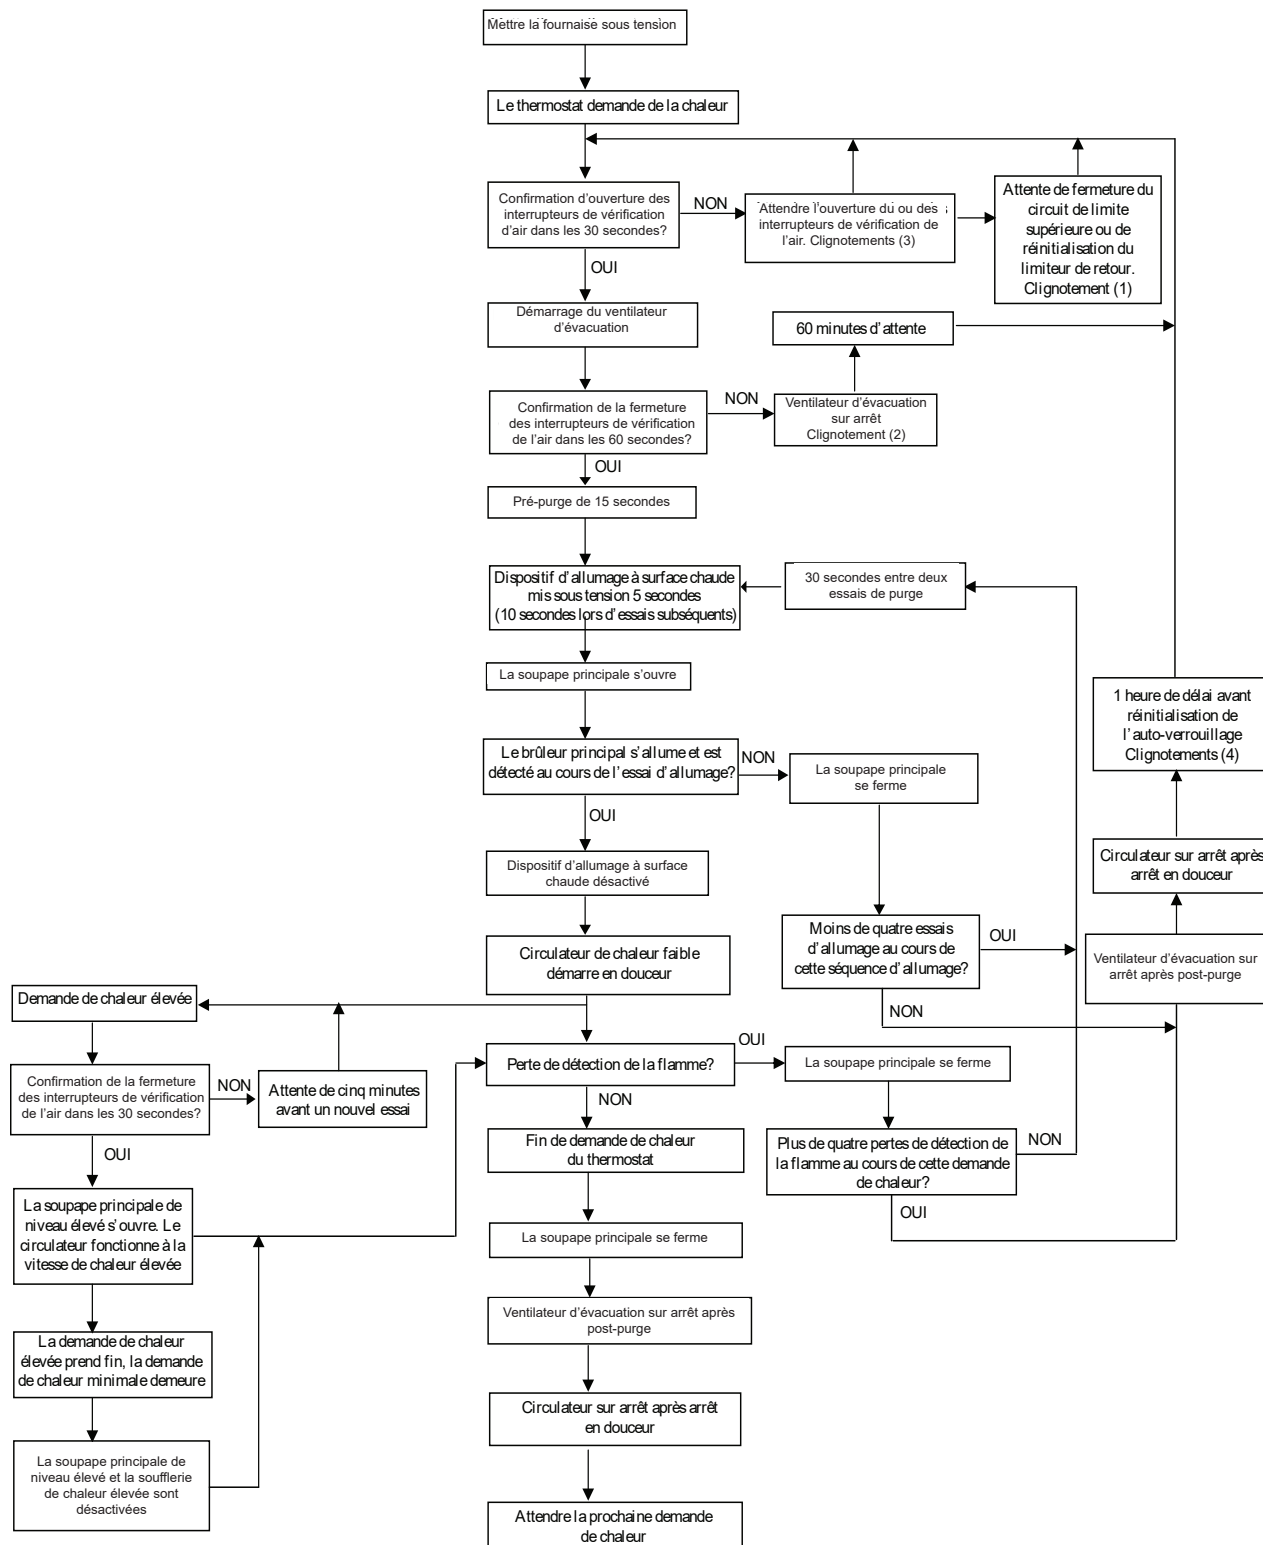 Mettre la fournaise sous tension
Le thermostat demande de la chaleur
Confirmation d'ouverture des
interrupteurs de vérification
d'air dans les 30 secondes?
NON
Attendre l'ouverture du ou des
interrupteurs de vérification de
l'air. Clignotements (3)
Attente de fermeture du
circuit de limite
supérieure ou de
réinitialisation du
limiteur de retour.
Clignotement (1)
OUI
Démarrage du ventilateur
d'évacuation
60 minutes d'attente
Confirmation de la fermeture
des interrupteurs de vérification
de l'air dans les 60 secondes?
NON
Ventilateur d'évacuation
sur arrêt
Clignotement (2)
OUI
Pré-purge de 15 secondes
Dispositif d'allumage à surface chaude
mis sous tension 5 secondes
(10 secondes lors d'essais subséquents)
30 secondes entre deux
essais de purge
La soupape principale s'ouvre
1 heure de délai avant
réinitialisation de
l'auto-verrouillage
Clignotements (4)
Le brûleur principal s'allume et est
détecté au cours de l'essai d'allumage?
NON
La soupape principale
se ferme
OUI
Dispositif d'allumage à surface
chaude désactivé
Circulateur sur arrêt après
arrêt en douceur
Moins de quatre essais
d'allumage au cours de
cette séquence d'allumage?
OUI
NON
Ventilateur d'évacuation sur
arrêt après post-purge
Circulateur de chaleur faible
démarre en douceur
Demande de chaleur élevée
Confirmation de la fermeture
des interrupteurs de vérification
de l'air dans les 30 secondes?
NON
Attente de cinq minutes
avant un nouvel essai
Perte de détection de la flamme?
OUI
La soupape principale se ferme
NON
OUI
Fin de demande de chaleur
du thermostat
Plus de quatre pertes de détection de
la flamme au cours de cette demande
de chaleur?
NON
OUI
La soupape principale de
niveau élevé s'ouvre. Le
circulateur fonctionne à la
vitesse de chaleur élevée
La soupape principale se ferme
Ventilateur d'évacuation sur arrêt après
post-purge
La demande de chaleur
élevée prend fin, la demande
de chaleur minimale demeure
Circulateur sur arrêt après arrêt
en douceur
La soupape principale de
niveau élevé et la soufflerie
de chaleur élevée sont
désactivées
Attendre la prochaine demande
de chaleur